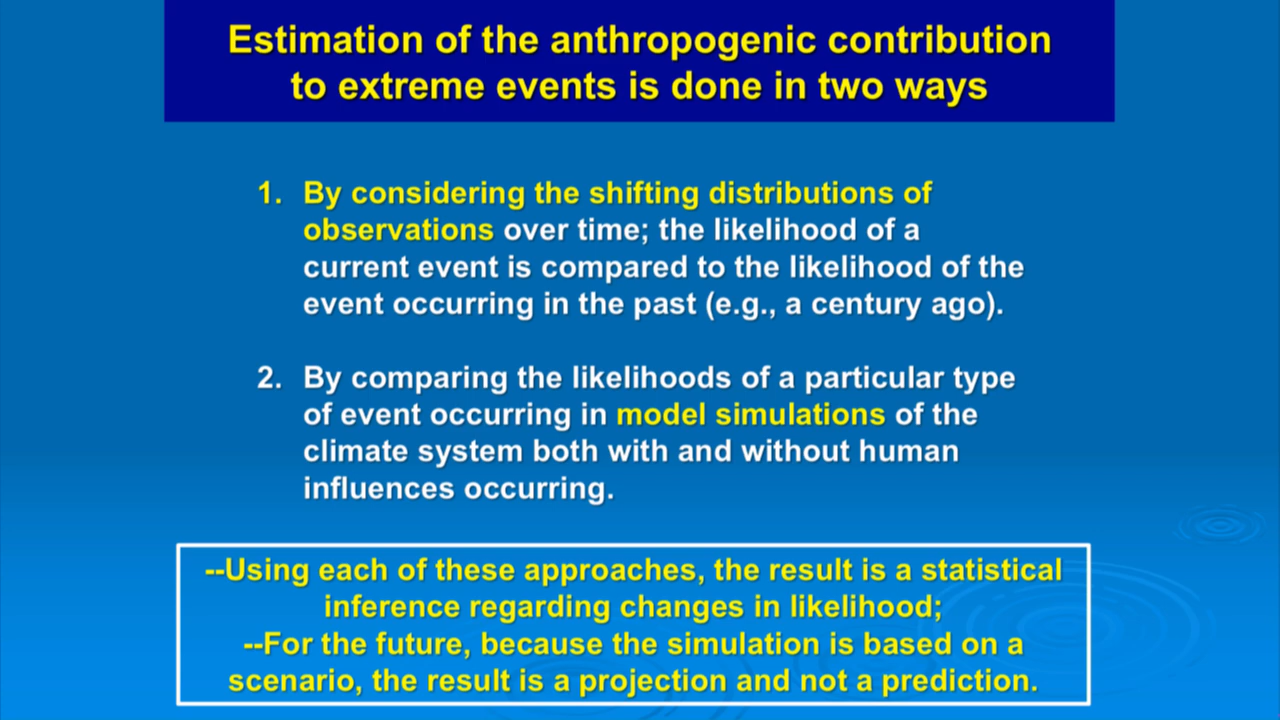 Estimation of the anthropogenic contribution
to extreme events is done in two ways
1. By considering the shifting distributions of
observations over time; the likelihood of a
current event is compared to the likelihood of the
event occurring in the past (e.g., a century ago).
2. By comparing the likelihoods of a particular type
of event occurring in model simulations of the
climate system both with and without human
influences occurring.
--Using each of these approaches, the result is a statistical
inference regarding changes in likelihood;
--For the future, because the simulation is based on a
scenario, the result is a projection and not a prediction.